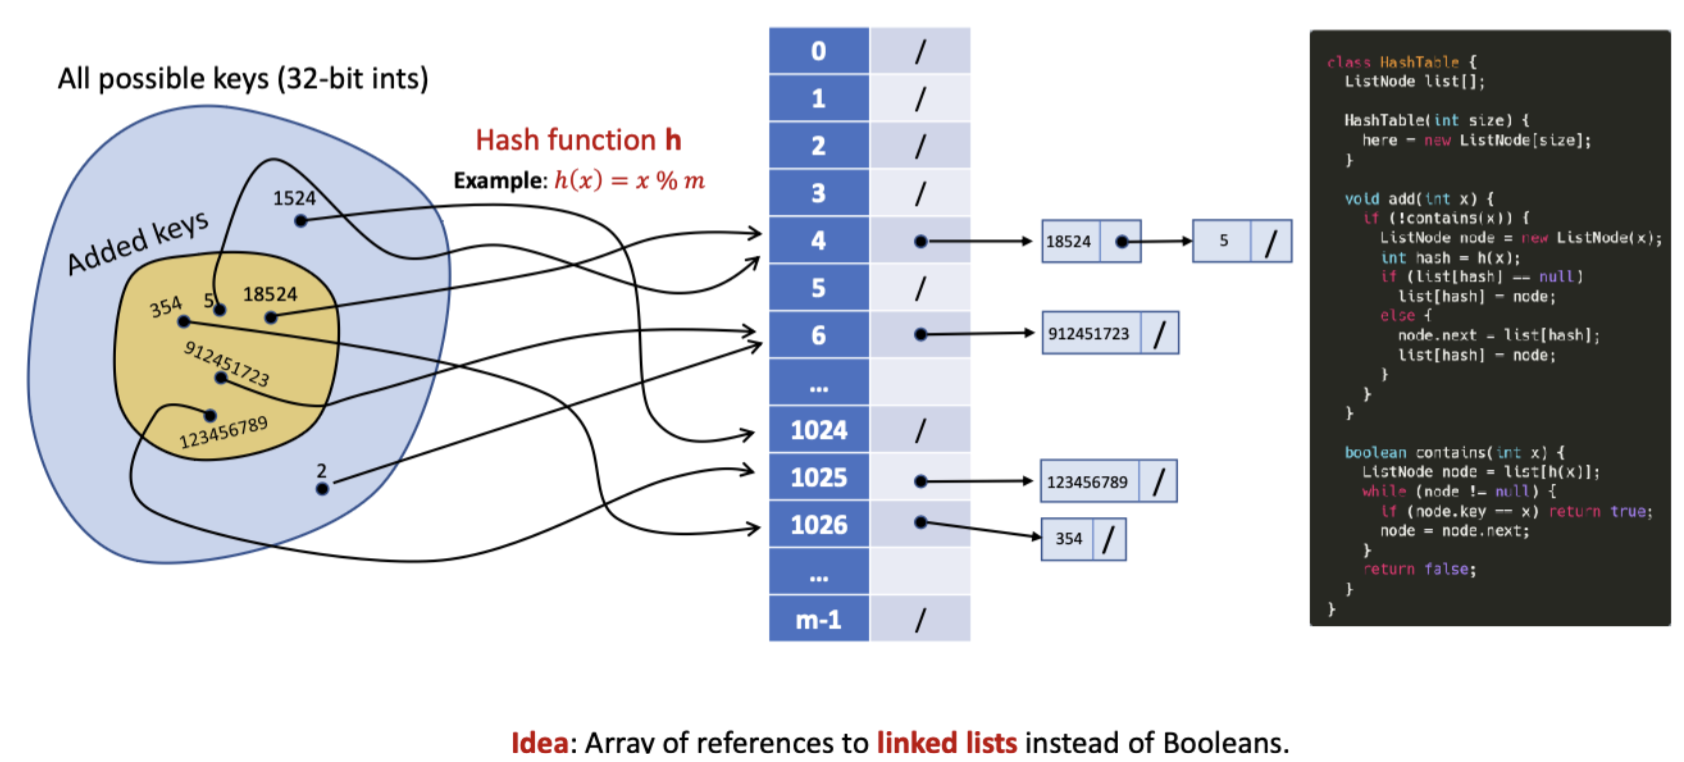 All possible keys (32-bit ints)
Added keys
1524
354
5
18524
912451723
123456789
2
Hash function h
Example: h(x) = x % m
0 /
1 /
2 /
3 /
4
5 /
6
...
1024 /
1025
1026
...
m-1 /
18524
5 /
912451723 /
123456789 /
354 /
class HashTable {
ListNode list[];
HashTable(int size) {
here = new ListNode[size];
}
void add(int x) {
if (!contains(x)) {
ListNode node = new ListNode(x);
int hash = h(x);
if (list[hash] == null)
list[hash] = node;
else {
node.next = list[hash];
list[hash] = node;
}
}
}
boolean contains(int x) {
ListNode node = list[h(x)];
while (node != null) {
if (node.key == x) return true;
node = node.next;
}
return false;
}
}
Idea: Array of references to linked lists instead of Booleans.